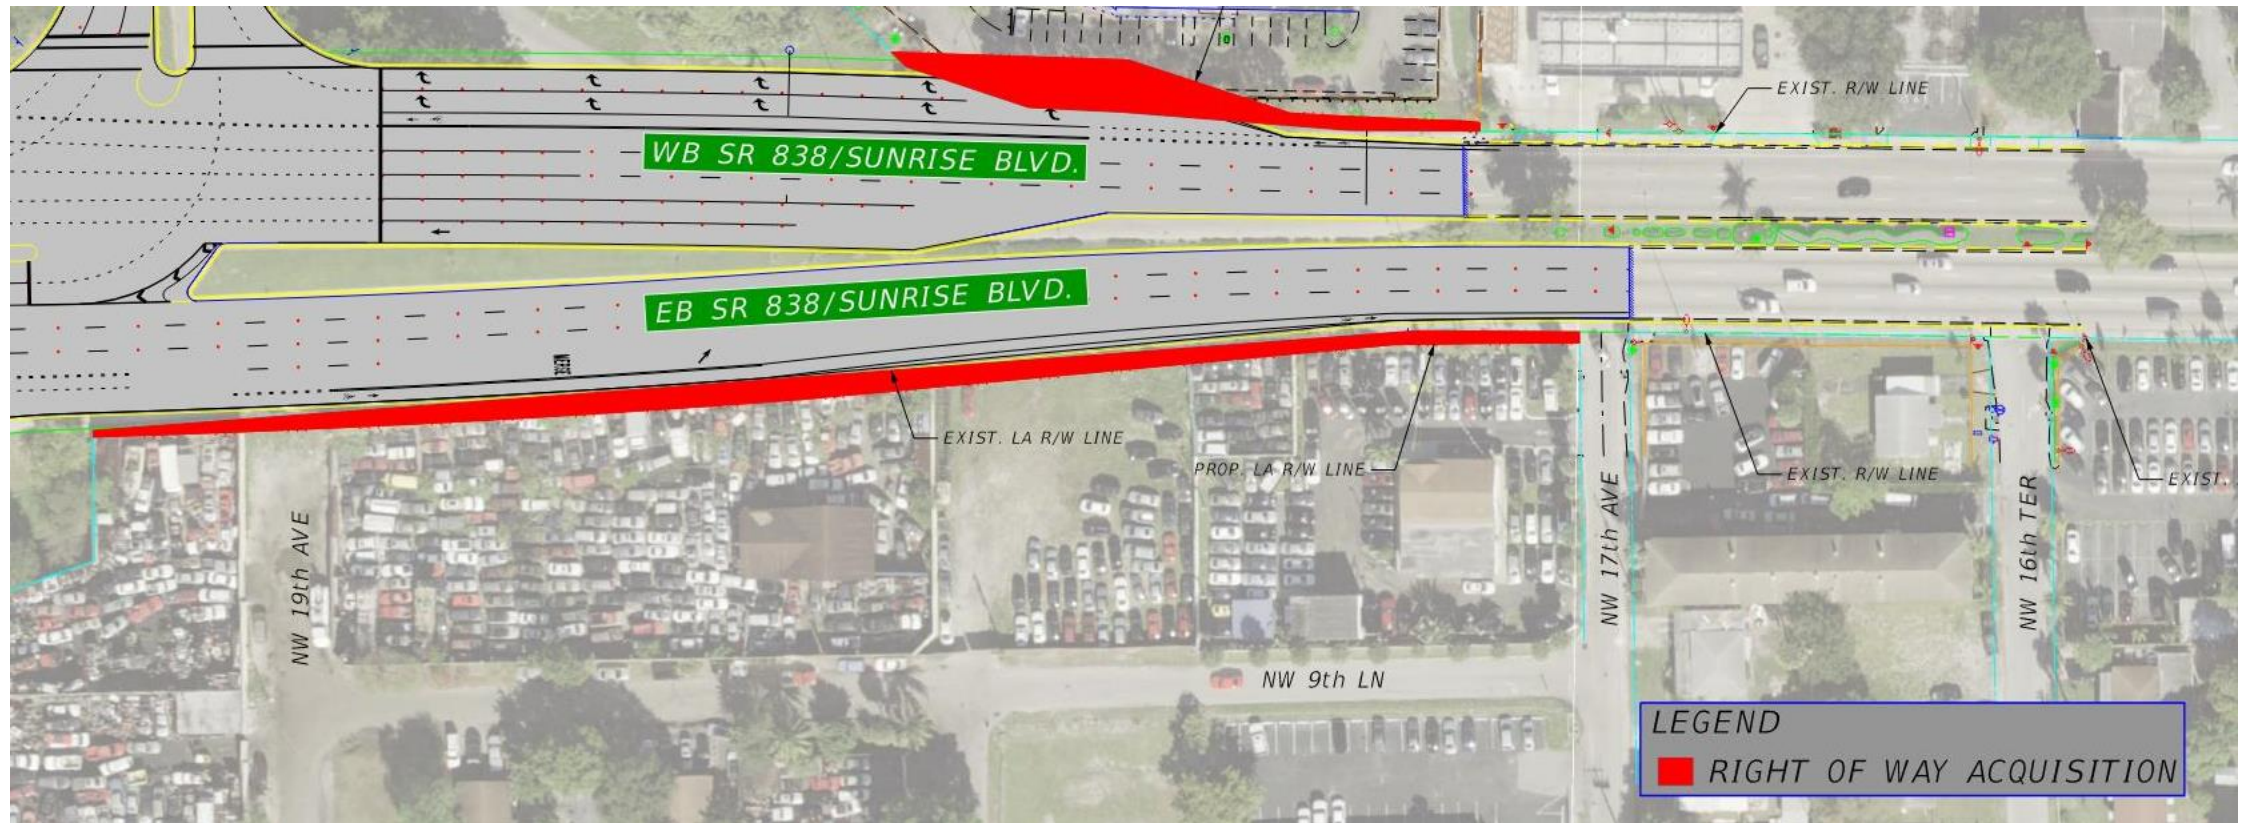 EXIST. R/W LINE
WB SR 838/SUNRISE BLVD.
EB SR 838/SUNRISE BLVD.
MERGE
EXIST. LA R/W LINE
PROP. LA R/W LINE
EXIST. R/W LINE
EXIST.
NW 19th AVE
NW 17th AVE
NW 16th TER
NW 9th LN
LEGEND
RIGHT OF WAY ACQUISITION